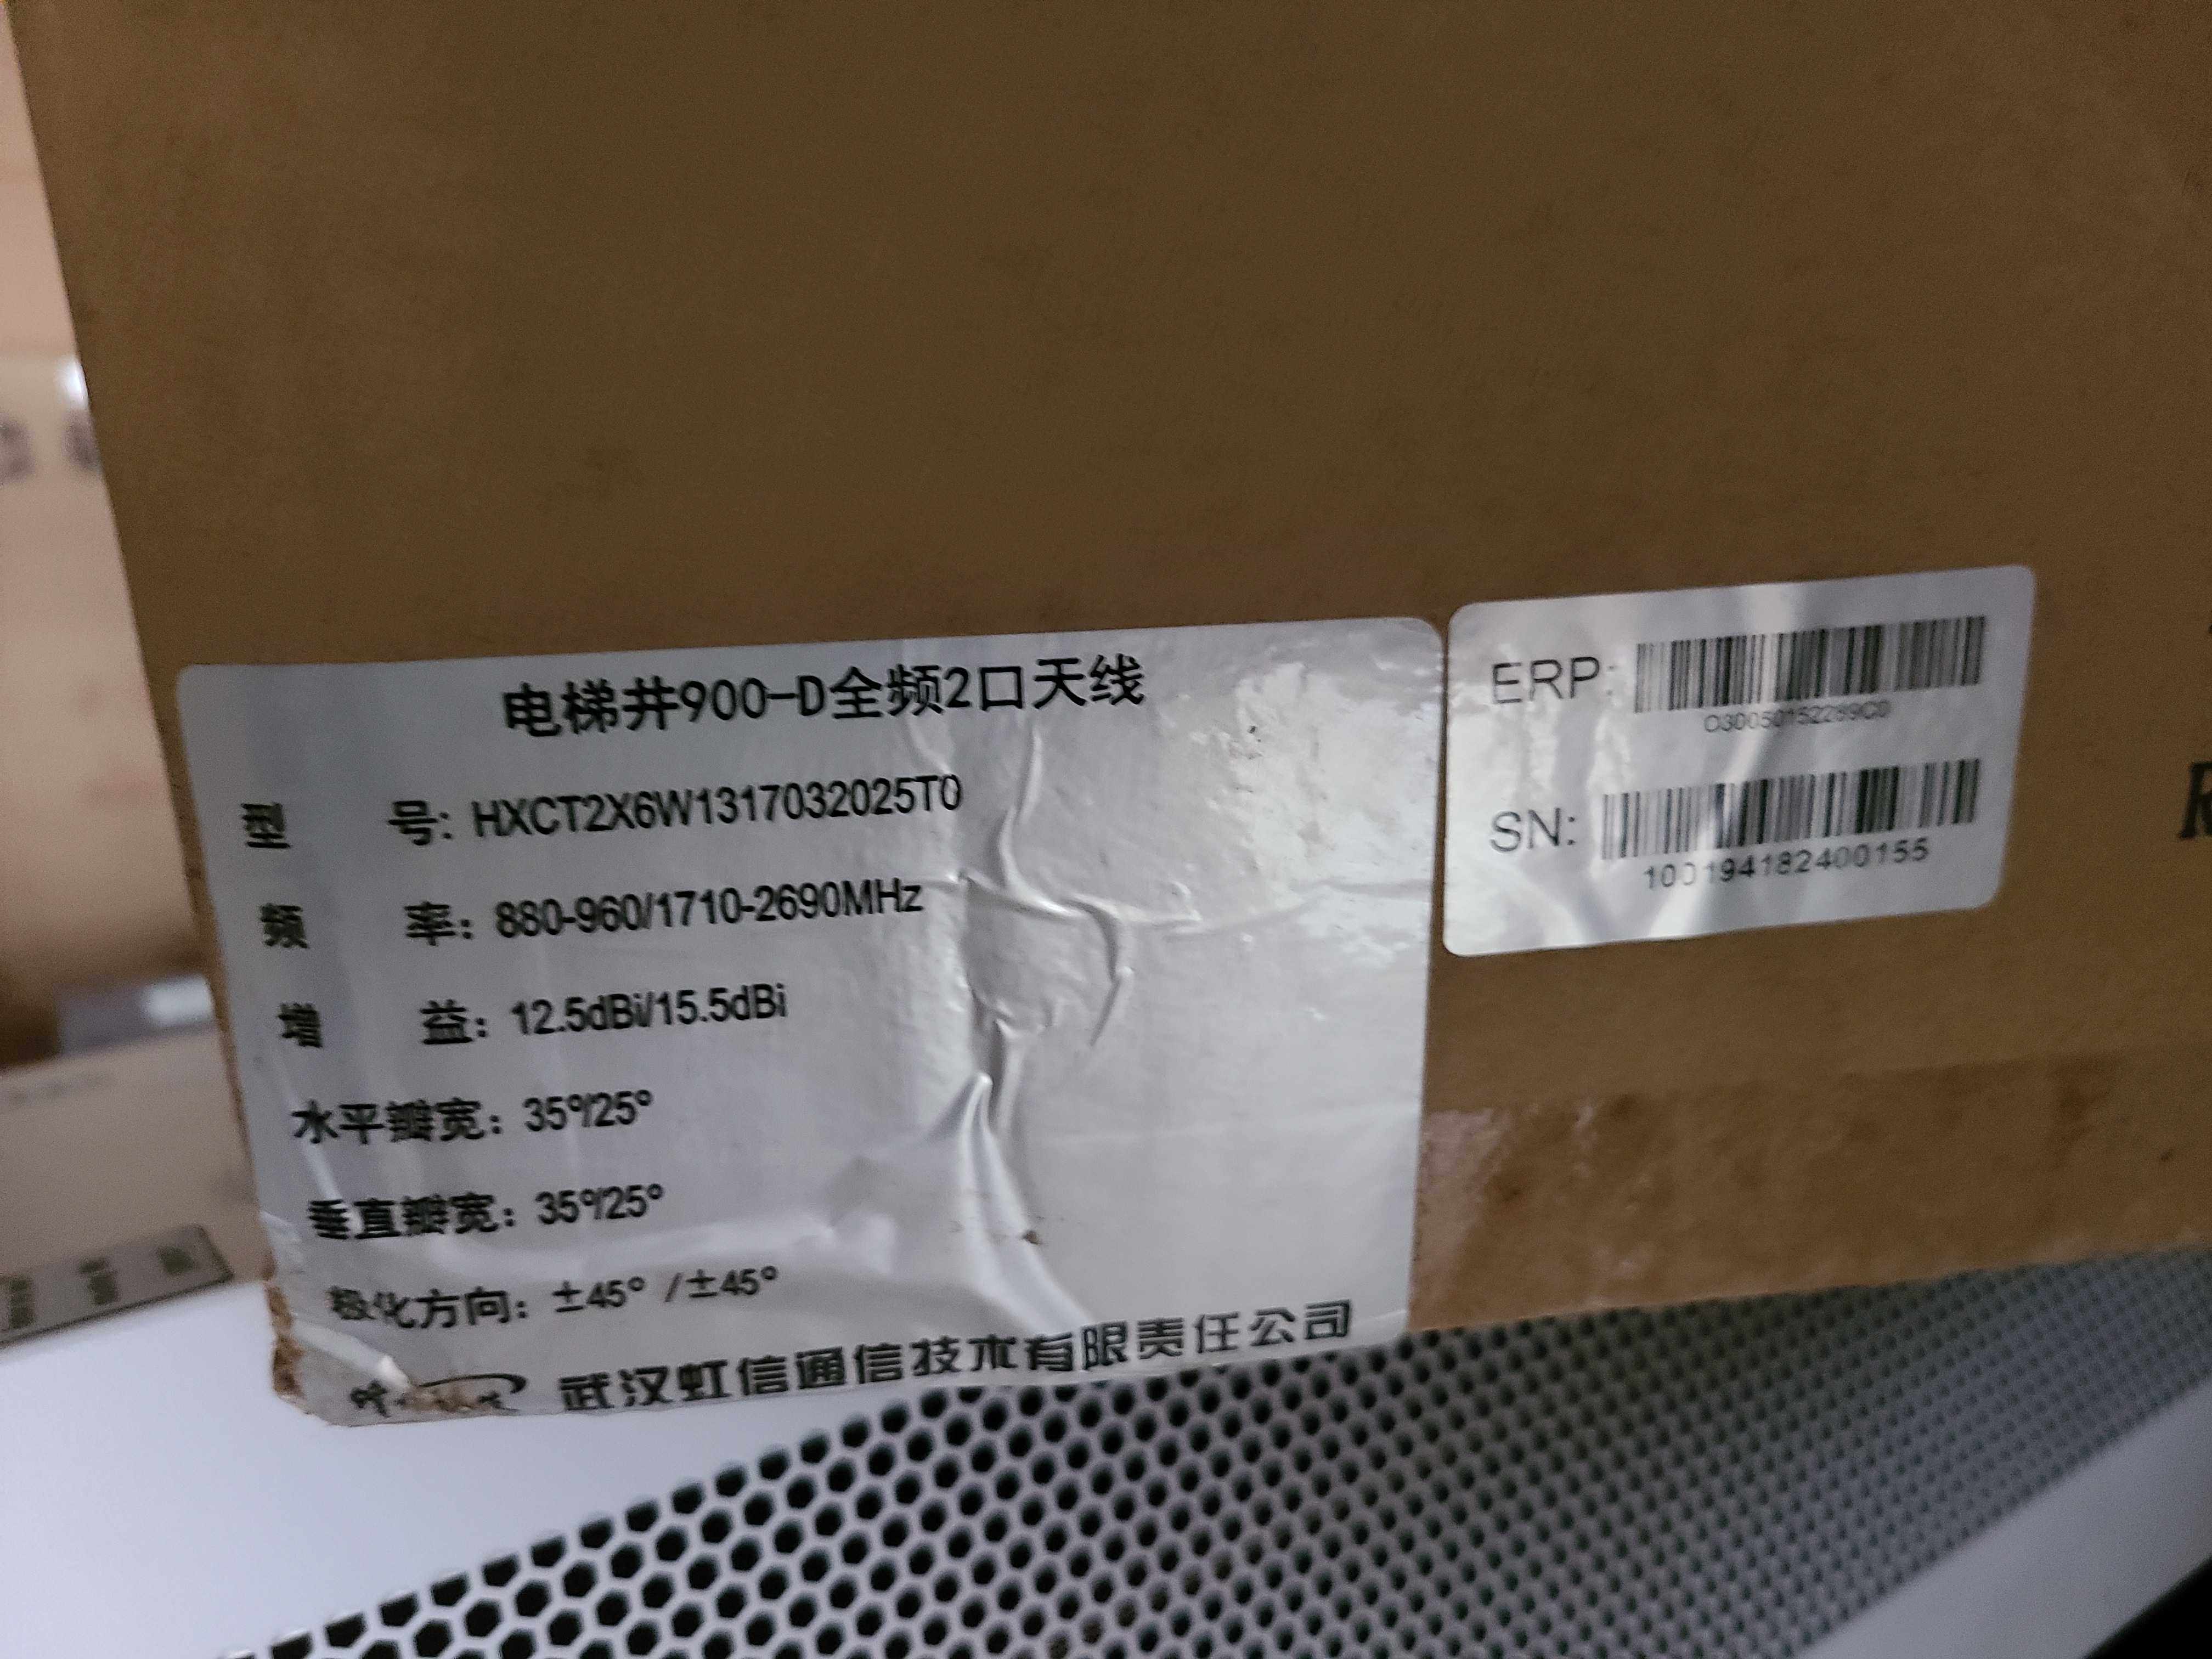 电梯井900-D全频2口天线
型 号: HXCT2X6W1317032025T0
频 率: 880-960/1710-2690MHz
增 益: 12.5dBi/15.5dBi
水平瓣宽: 35°/25°
垂直瓣宽: 35°/25°
极化方向: ±45° /±45°
武汉虹信通信技术有限责任公司
ERP:
SN:
100194182400155